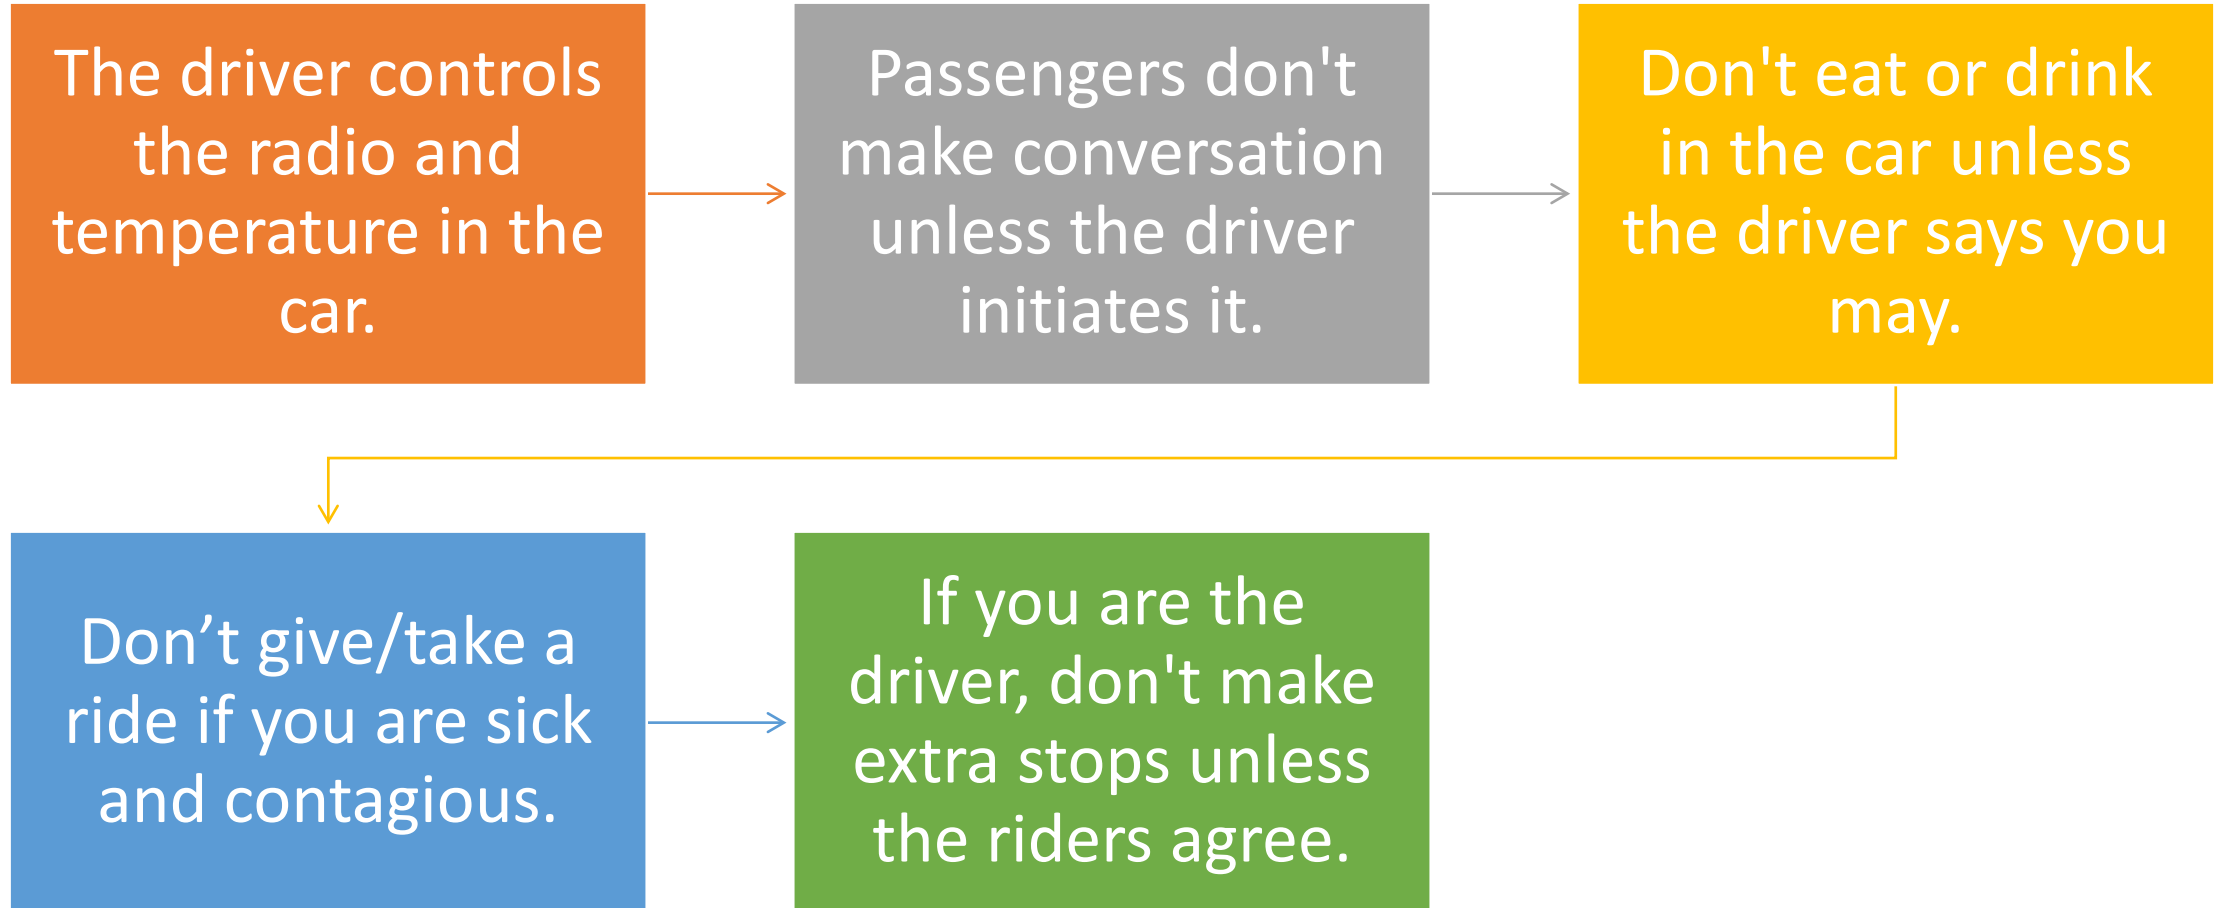 The driver controls
the radio and
temperature in the
car.
Passengers don't
make conversation
unless the driver
initiates it.
Don't eat or drink
in the car unless
the driver says you
may.
Don’t give/take a
ride if you are sick
and contagious.
If you are the
driver, don't make
extra stops unless
the riders agree.